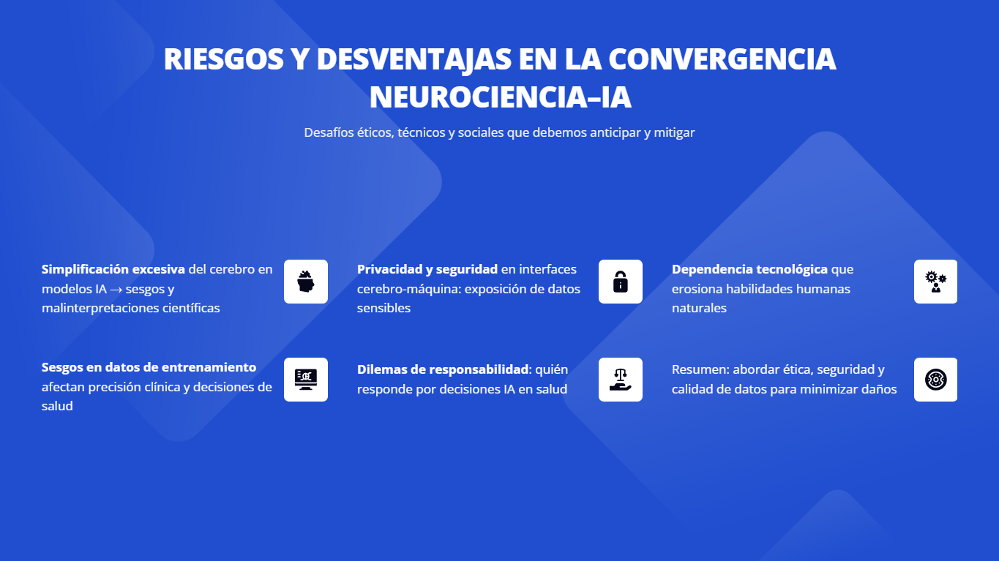 RIESGOS Y DESVENTAJAS EN LA CONVERGENCIA
NEUROCIENCIA–IA
Desafíos éticos, técnicos y sociales que debemos anticipar y mitigar
Simplificación excesiva del cerebro en
modelos IA → sesgos y
malinterpretaciones científicas
Privacidad y seguridad en interfaces
cerebro-máquina: exposición de datos
sensibles
Dependencia tecnológica que
erosiona habilidades humanas
naturales
Sesgos en datos de entrenamiento
afectan precisión clínica y decisiones de
salud
Dilemas de responsabilidad: quién
responde por decisiones IA en salud
Resumen: abordar ética, seguridad y
calidad de datos para minimizar daños